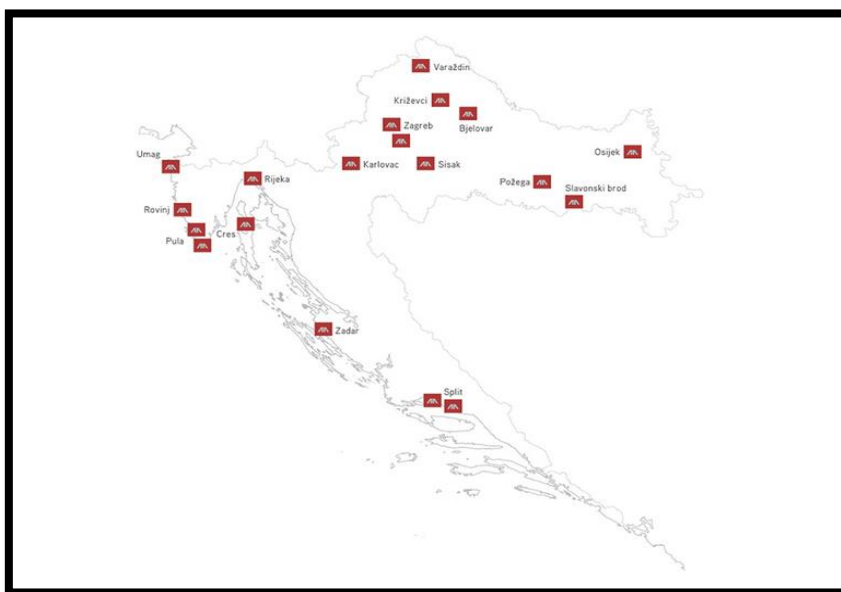 Varaždin
Križevci
Bjelovar
Zagreb
Umag
Karlovac
Sisak
Osijek
Rijeka
Požega
Slavonski brod
Rovinj
Cres
Pula
Zadar
Split